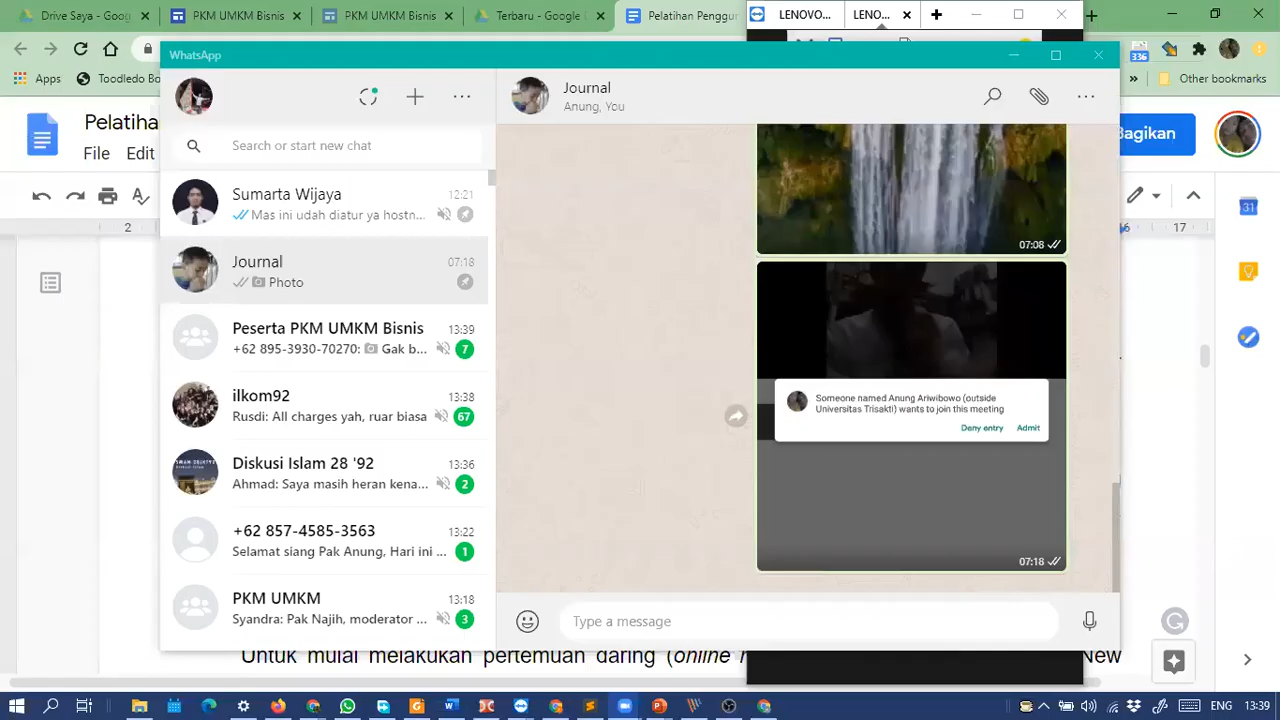 Drive Saya - G
PKM UMKM
PKM UMKM Bisnis
Terbaru - Google
Pelatihan Penggur
LENOVO...
LENO...
Apps
Toodledo
336
Other bookmarks
Pelatiha
File
Edit
Bagikan
2
17
31
WhatsApp
Journal
Anung, You
Search or start new chat
Sumarta Wijaya
12:21
Mas ini udah diatur ya hostn...
Journal
07:18
Photo
Peserta PKM UMKM Bisnis
13:39
+62 895-3930-70270: Gak b...
7
ilkom92
13:38
Rusdi: All charges yah, ruar biasa
67
Diskusi Islam 28 '92
13:36
Ahmad: Saya masih heran kena...
2
+62 857-4585-3563
13:22
Selamat siang Pak Anung, Hari ini ...
1
PKM UMKM
13:18
Syandra: Pak Najih, moderator ...
3
07:08
Someone named Anung Ariwibowo (outside
Universitas Trisakti) wants to join this meeting
Deny entry
Admit
07:18
Type a message
Untuk mulai melakukan pertemuan daring (online
New
ENG
13:39